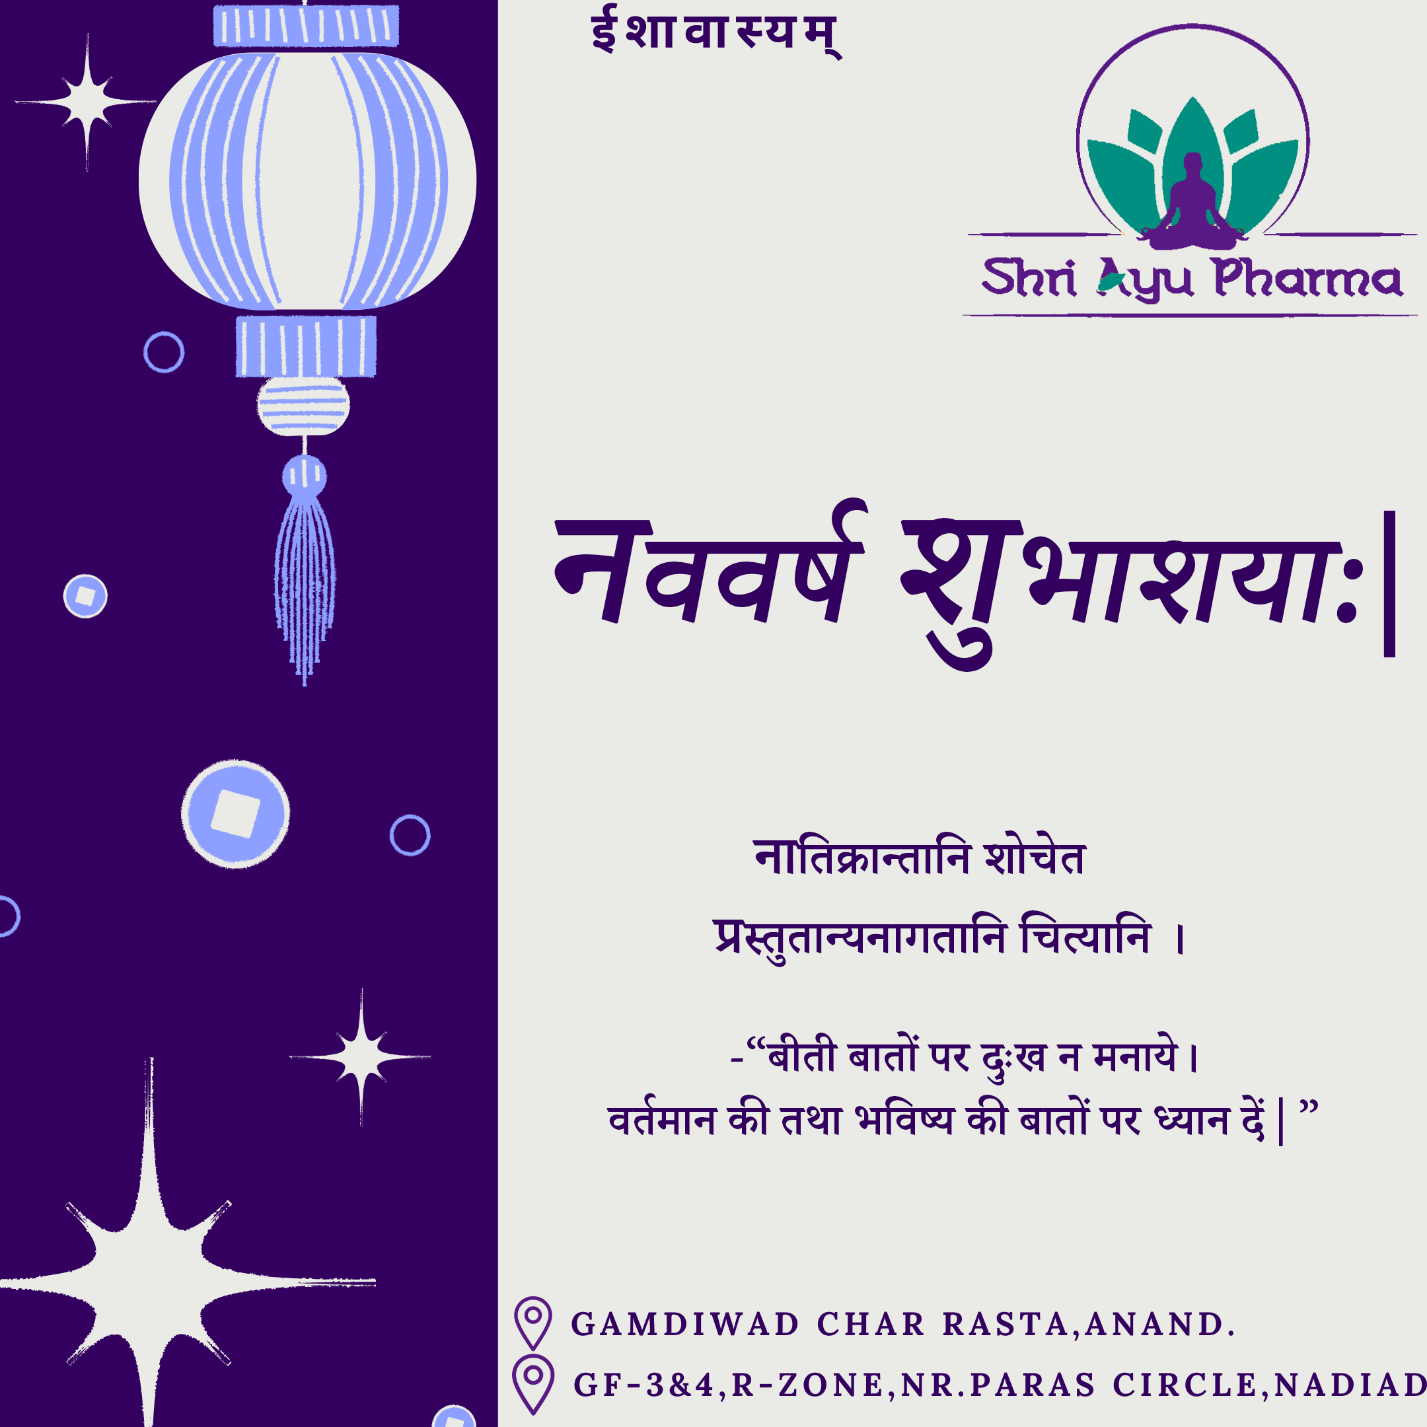 ईशावास्यम्
Shri Ayu Pharma
नववर्ष शुभाशयाः|
नातिक्रान्तानि शोचेत
प्रस्तुतान्यनागतानि चित्यानि ।
-“बीती बातों पर दुःख न मनाये।
वर्तमान की तथा भविष्य की बातों पर ध्यान दें| ”
GAMDIWAD CHAR RASTA,ANAND.
GF-3&4,R-ZONE,NR.PARAS CIRCLE,NADIAD